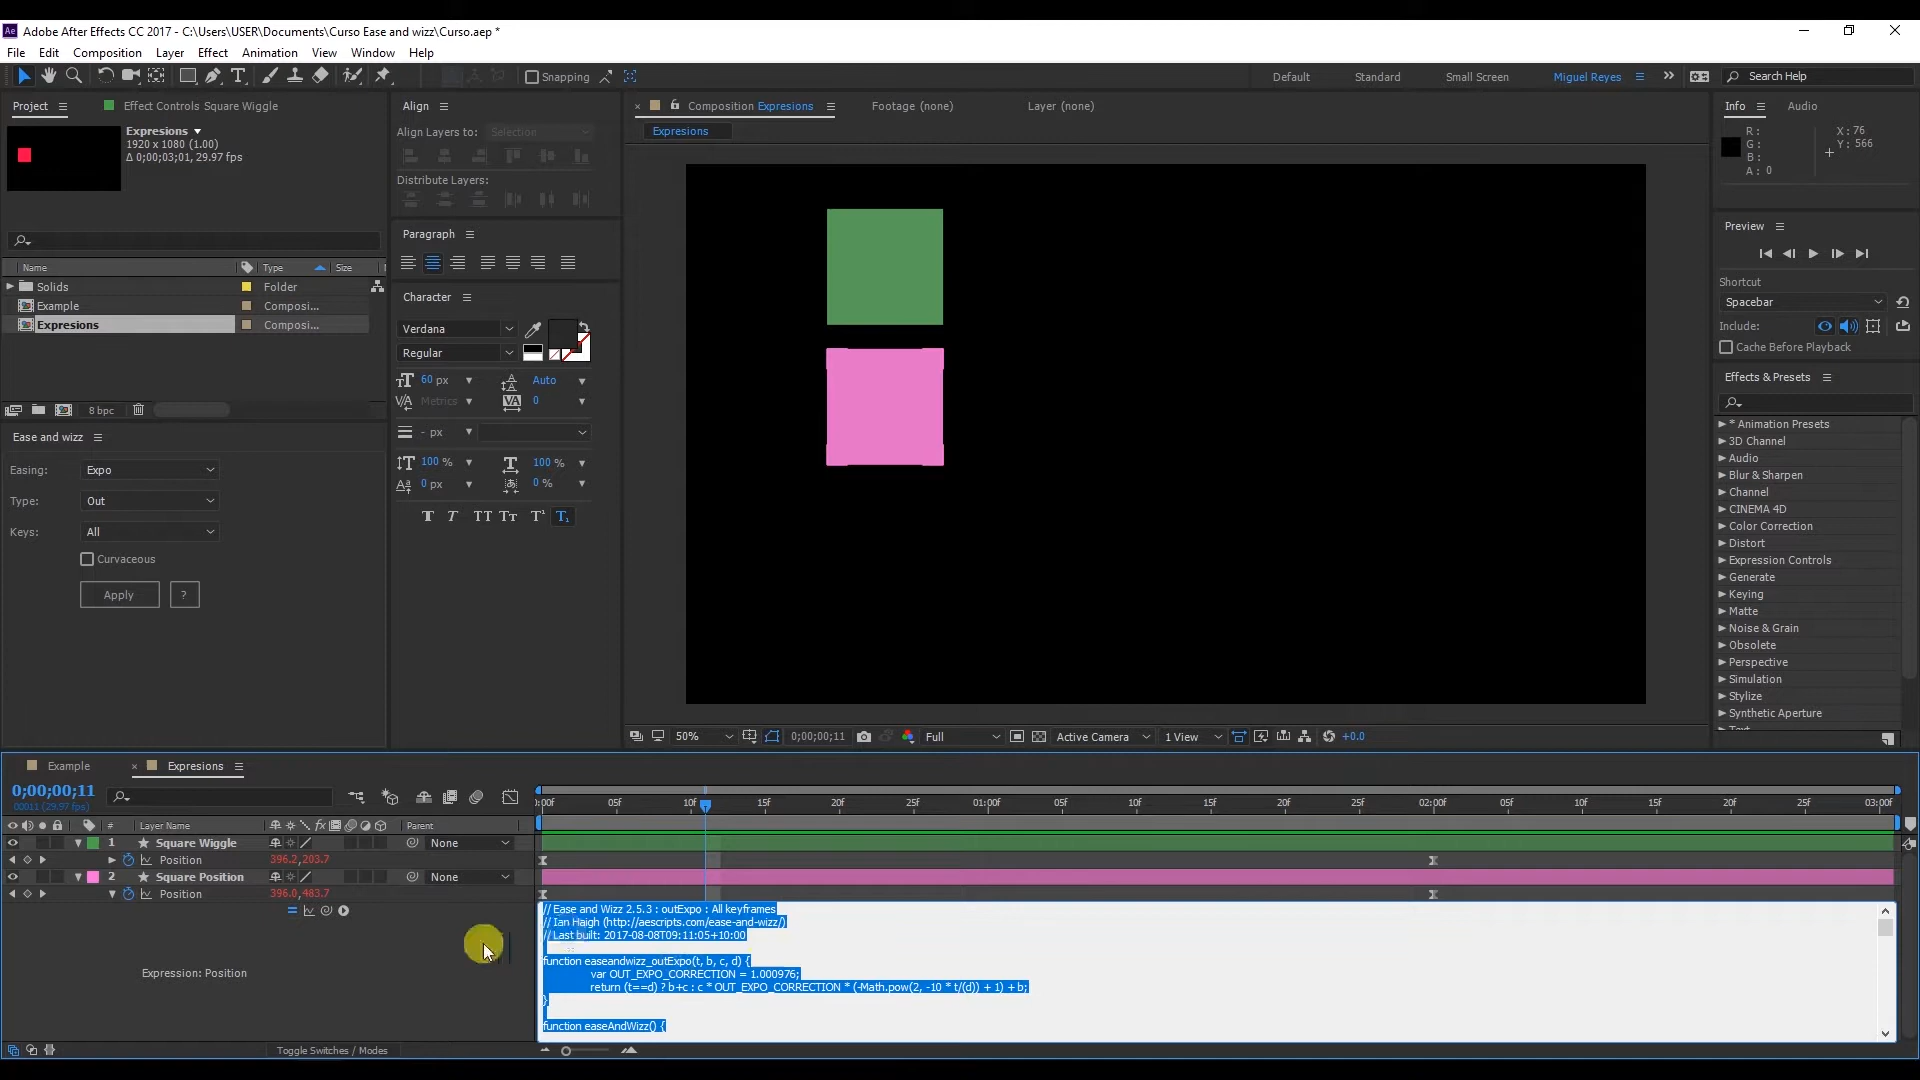 Adobe After Effects CC 2017 - C:\Users\USER\Documents\Curso Ease and wizz\Curso.aep *
File Edit Composition Layer Effect Animation View Window Help
Snapping
Default Standard Small Screen Miguel Reyes Search Help
Project Effect Controls Square Wiggle
Expresions
1920 x 1080 (1.00)
Δ 0;00;03;01, 29.97 fps
Name Type Size
Solids Folder
Example Composi...
Expresions Composi...
8 bpc
Ease and wizz
Easing: Expo
Type: Out
Keys: All
Curvaceous
Apply ?
Align
Align Layers to: Selection
Distribute Layers:
Paragraph
Character
Verdana
Regular
60 px Auto
Metrics 0
- px
100 % 100 %
0 px 0 %
Composition Expresions Footage (none) Layer (none)
Expresions
50% 0;00;00;11 Full Active Camera 1 View +0.0
Info Audio
R:
G:
B:
A: 0
X: 76
Y: 566
Preview
Shortcut
Spacebar
Include:
Cache Before Playback
Effects & Presets
* Animation Presets
3D Channel
Audio
Blur & Sharpen
Channel
CINEMA 4D
Color Correction
Distort
Expression Controls
Generate
Keying
Matte
Noise & Grain
Obsolete
Perspective
Simulation
Stylize
Synthetic Aperture
Example Expresions
0;00;00;11
00011 (29.97 fps)
# Layer Name Parent
:00f 05f 10f 15f 20f 25f 01:00f 05f 10f 15f 20f 25f 02:00f 05f 10f 15f 20f 25f 03:00f
1 Square Wiggle None
Position 396.2,203.7
2 Square Position None
Position 396.0,483.7
Expression: Position
// Ease and Wizz 2.5.3 : outExpo : All keyframes
// Ian Haigh (http://aescripts.com/ease-and-wizz/)
// Last built: 2017-08-08T09:11:05+10:00
function easeandwizz_outExpo(t, b, c, d) {
var OUT_EXPO_CORRECTION = 1.000976;
return (t==d) ? b+c : c * OUT_EXPO_CORRECTION * (-Math.pow(2, -10 * t/(d)) + 1) + b;
}
function easeAndWizz() {
Toggle Switches / Modes